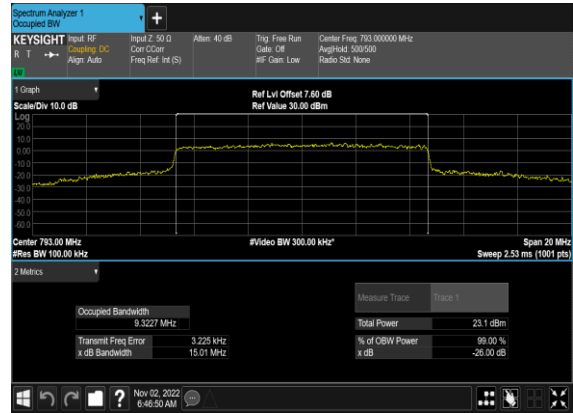 Spectrum Analyzer 1
Occupied BW
+
KEYSIGHT
R T
LW
Input: RF
Coupling: DC
Align: Auto
Input Z: 50 Ω
Corr CCorr
Freq Ref: Int (S)
Atten: 40 dB
Trig: Free Run
Gate: Off
#IF Gain: Low
Center Freq: 793.000000 MHz
Avg|Hold: 500/500
Radio Std: None
1 Graph
Scale/Div 10.0 dB
Ref Lvl Offset 7.60 dB
Ref Value 30.00 dBm
Log
20.0
10.0
0.00
-10.0
-20.0
-30.0
-40.0
-50.0
-60.0
Center 793.00 MHz
#Res BW 100.00 kHz
#Video BW 300.00 kHz*
Span 20 MHz
Sweep 2.53 ms (1001 pts)
2 Metrics
Measure Trace
Trace 1
Occupied Bandwidth
9.3227 MHz
Total Power
23.1 dBm
Transmit Freq Error
3.225 kHz
% of OBW Power
99.00 %
x dB Bandwidth
15.01 MHz
x dB
-26.00 dB
?
Nov 02, 2022
6:46:50 AM